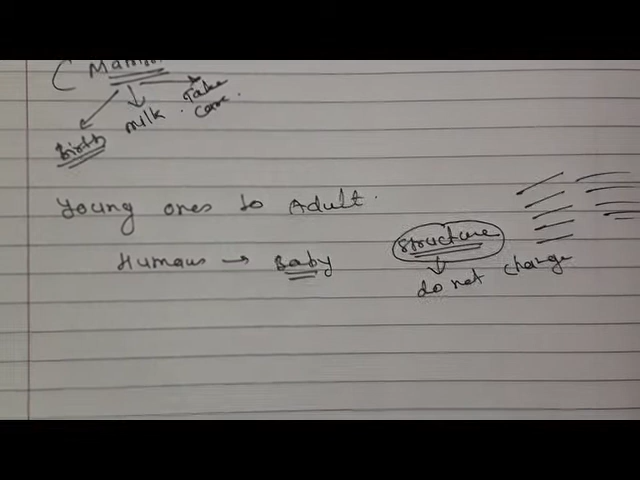 Birth milk Take care.
Young ones to Adult.
Humans → Baby Structure
do not change